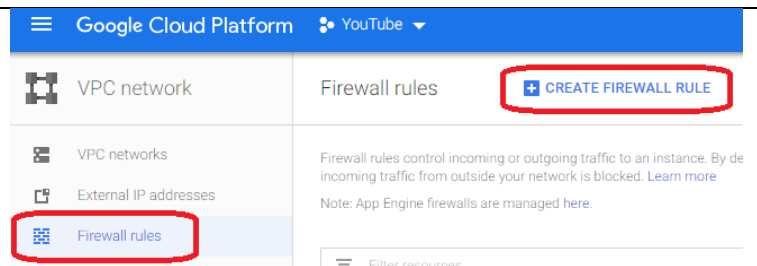 Google Cloud Platform YouTube
VPC network
Firewall rules
CREATE FIREWALL RULE
VPC networks
External IP addresses
Firewall rules
Firewall rules control incoming or outgoing traffic to an instance. By de
incoming traffic from outside your network is blocked. Learn more
Note: App Engine firewalls are managed here.
Filter resources